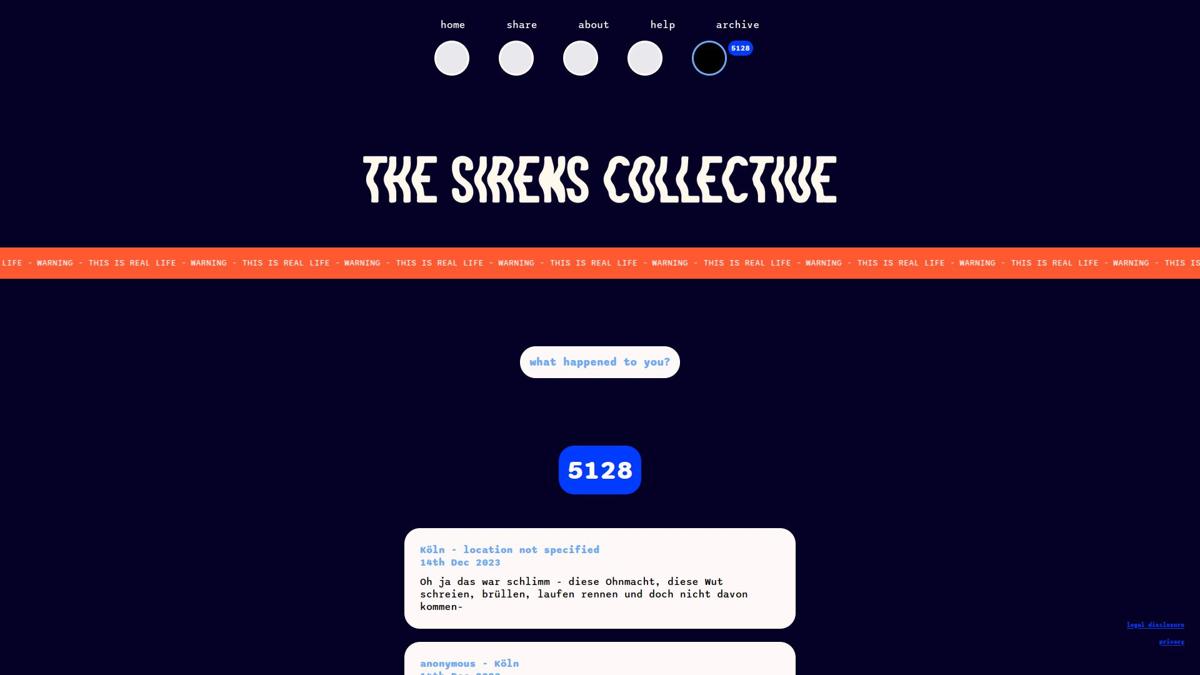 home share about help archive
5128
THE SIRENS COLLECTIVE
LIFE - WARNING - THIS IS REAL LIFE - WARNING - THIS IS REAL LIFE - WARNING - THIS IS REAL LIFE - WARNING - THIS IS REAL LIFE - WARNING - THIS IS REAL LIFE - WARNING - THIS IS REAL LIFE - WARNING - THIS IS REAL LIFE - WARNING - THIS IS
what happened to you?
5128
Köln - location not specified
14th Dec 2023
Oh ja das war schlimm - diese Ohnmacht, diese Wut
schreien, brüllen, laufen rennen und doch nicht davon
kommen-
legal disclosure
privacy
anonymous - Köln